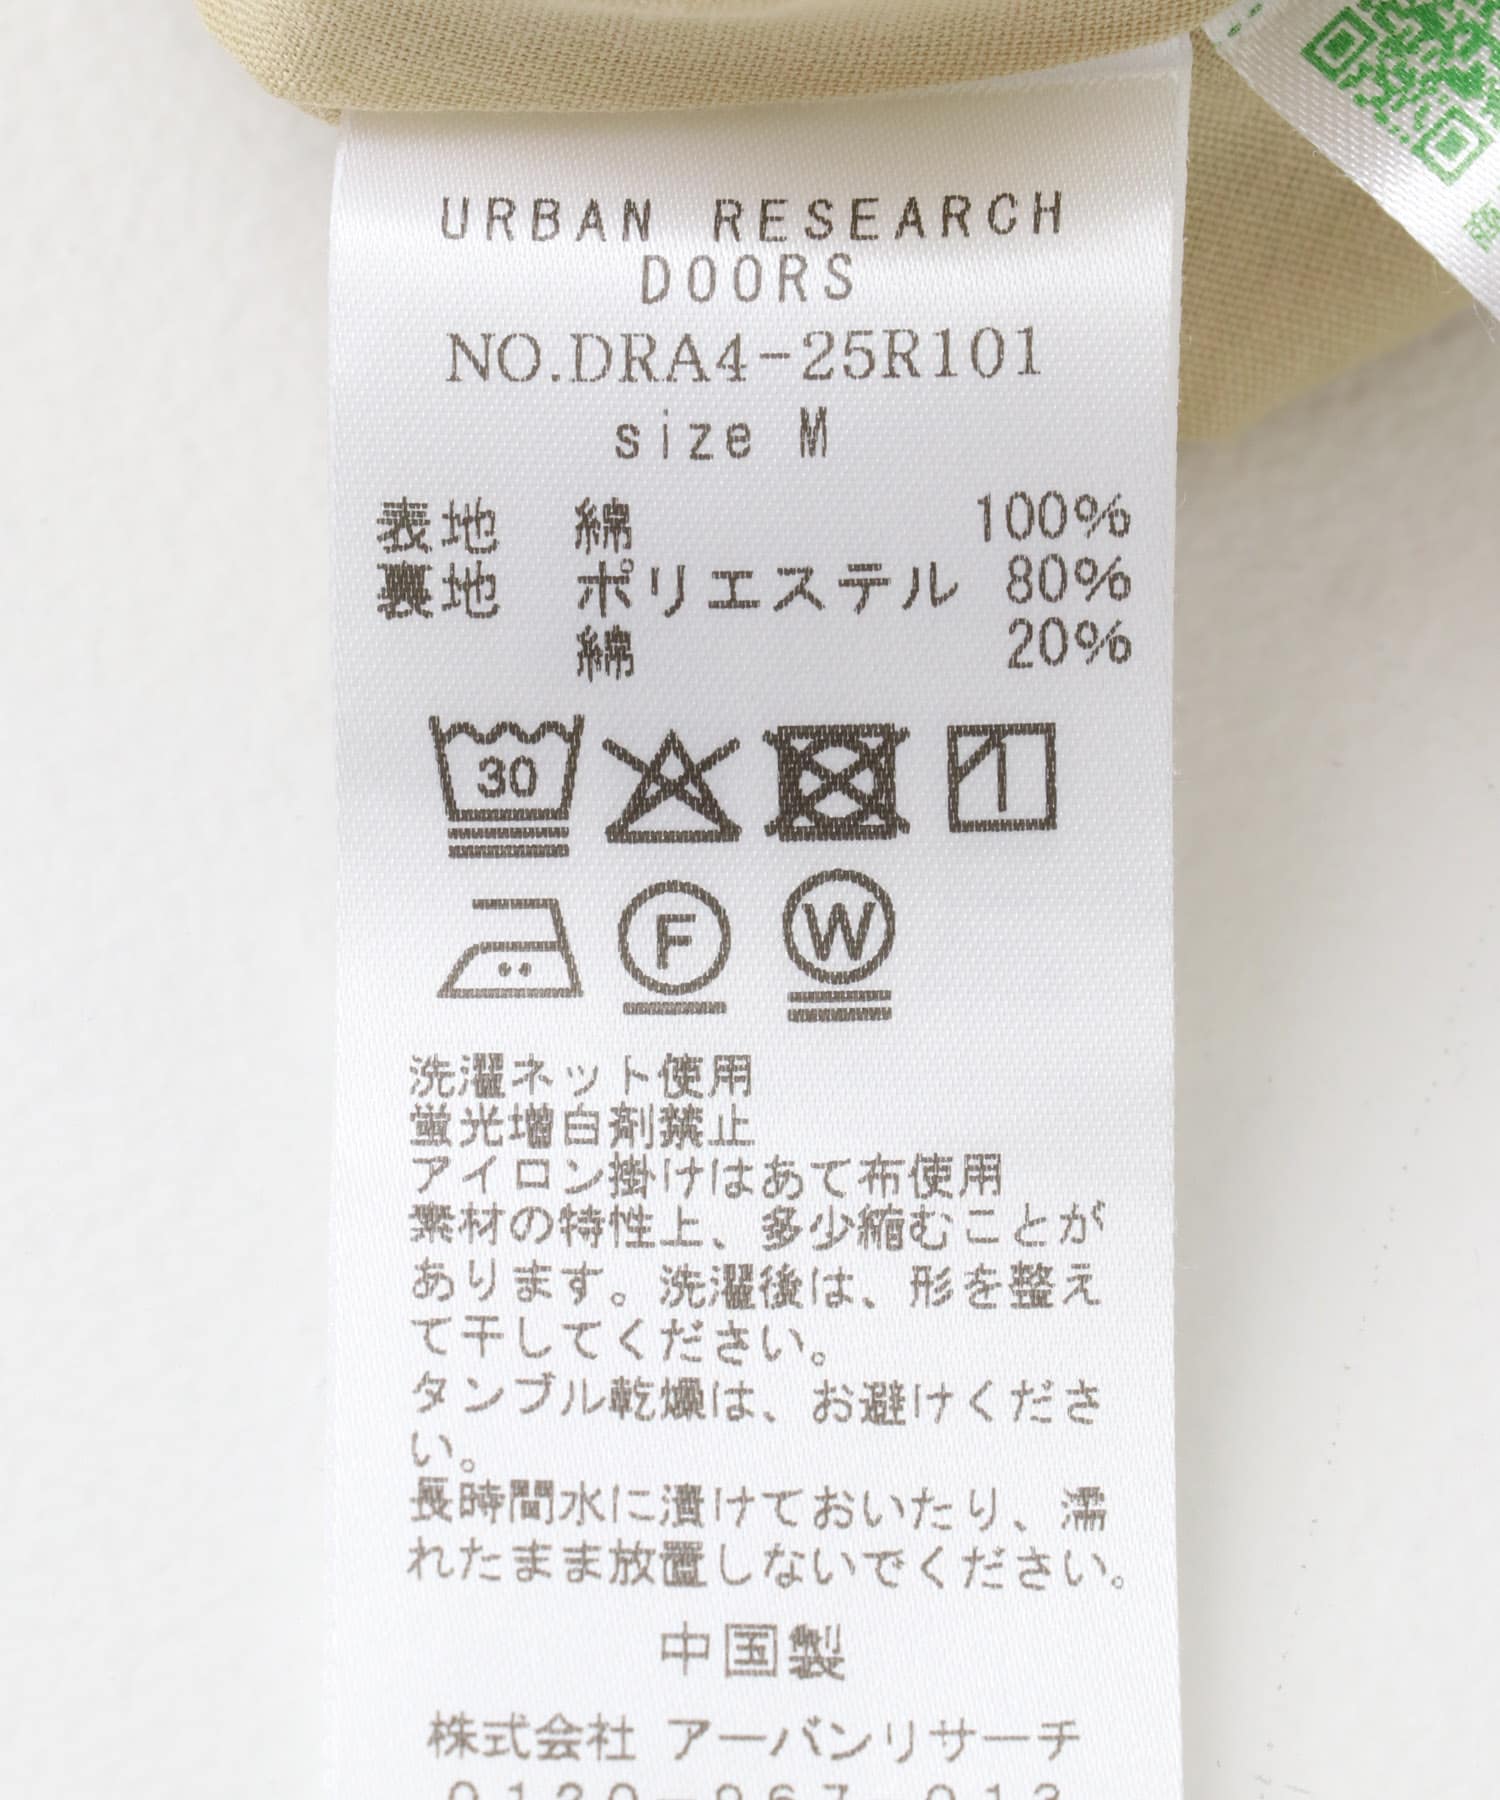 URBAN RESEARCH
DOORS
NO.DRA4-25R101
size M
表地 綿 100%
裏地 ポリエステル 80%
綿 20%
30
F
W
洗濯ネット使用
蛍光増白剤禁止
アイロン掛けはあて布使用
素材の特性上、多少縮むことが
あります。洗濯後は、形を整え
て干してください。
タンブル乾燥は、お避けくださ
い。
長時間水に漬けておいたり、濡
れたまま放置しないでください。
中国製
株式会社 アーバンリサーチ